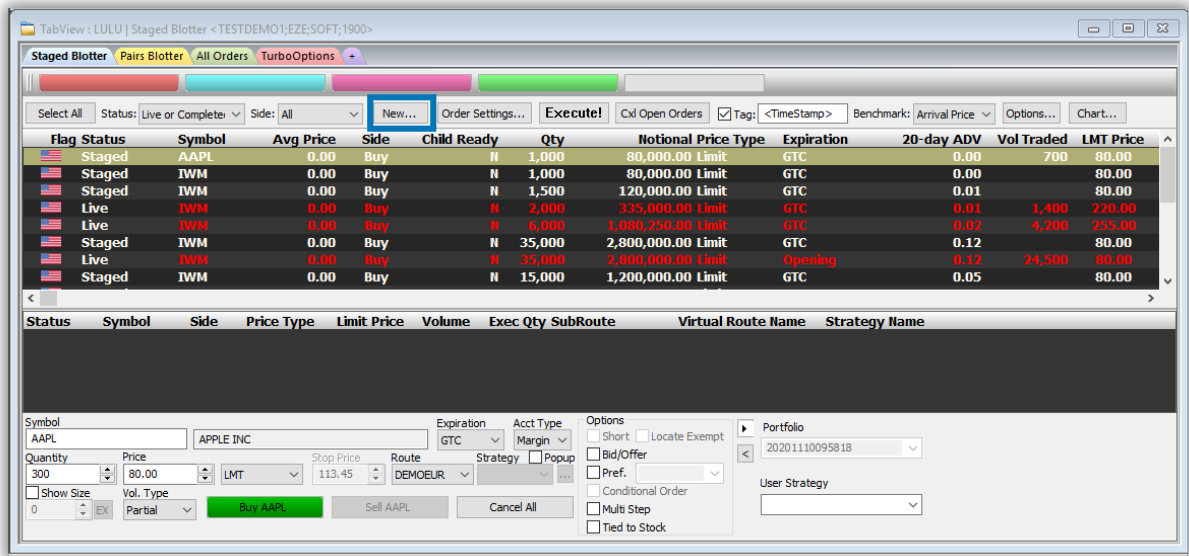 TabView : LULU | Staged Blotter <TESTDEMO1;EZE;SOFT;1900>
Staged Blotter Pairs Blotter All Orders TurboOptions +
Select All Status: Live or Complete Side: All New... Order Settings... Execute! Cxl Open Orders Tag: <TimeStamp> Benchmark: Arrival Price Options... Chart...
Flag Status Symbol Avg Price Side Child Ready Qty Notional Price Type Expiration 20-day ADV Vol Traded LMT Price
Staged AAPL 0.00 Buy N 1,000 80,000.00 Limit GTC 0.00 700 80.00
Staged IWM 0.00 Buy N 1,000 80,000.00 Limit GTC 0.00 80.00
Staged IWM 0.00 Buy N 1,500 120,000.00 Limit GTC 0.01 80.00
Live IWM 0.00 Buy N 2,000 335,000.00 Limit GTC 0.01 1,400 220.00
Live IWM 0.00 Buy N 6,000 1,080,250.00 Limit GTC 0.02 4,200 255.00
Staged IWM 0.00 Buy N 35,000 2,800,000.00 Limit GTC 0.12 80.00
Live IWM 0.00 Buy N 35,000 2,800,000.00 Limit Opening 0.12 24,500 80.00
Staged IWM 0.00 Buy N 15,000 1,200,000.00 Limit GTC 0.05 80.00
Status Symbol Side Price Type Limit Price Volume Exec Qty SubRoute Virtual Route Name Strategy Name
Symbol Expiration Acct Type Options Portfolio
AAPL APPLE INC GTC Margin Short Locate Exempt 20201110095818
Quantity Price Stop Price Route Strategy Popup Bid/Offer <
300 80.00 LMT 113.45 DEMOEUR ... Pref. User Strategy
Show Size Vol. Type Conditional Order
0 EX Partial Buy AAPL Sell AAPL Cancel All Multi Step
Tied to Stock